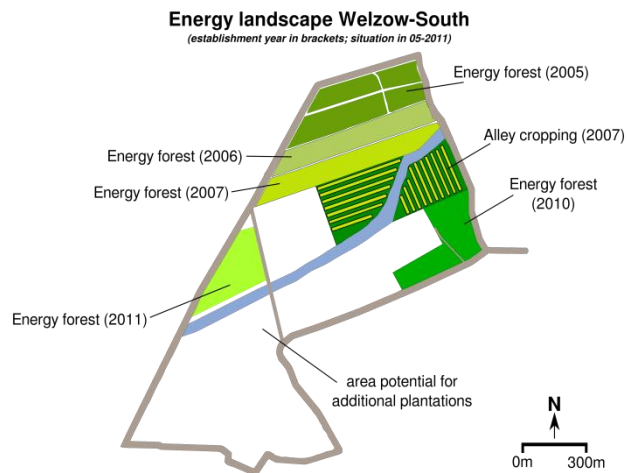 Energy landscape Welzow-South
(establishment year in brackets; situation in 05-2011)
Energy forest (2005)
Alley cropping (2007)
Energy forest (2006)
Energy forest (2007)
Energy forest
(2010)
Energy forest (2011)
area potential for
additional plantations
N
0m 300m